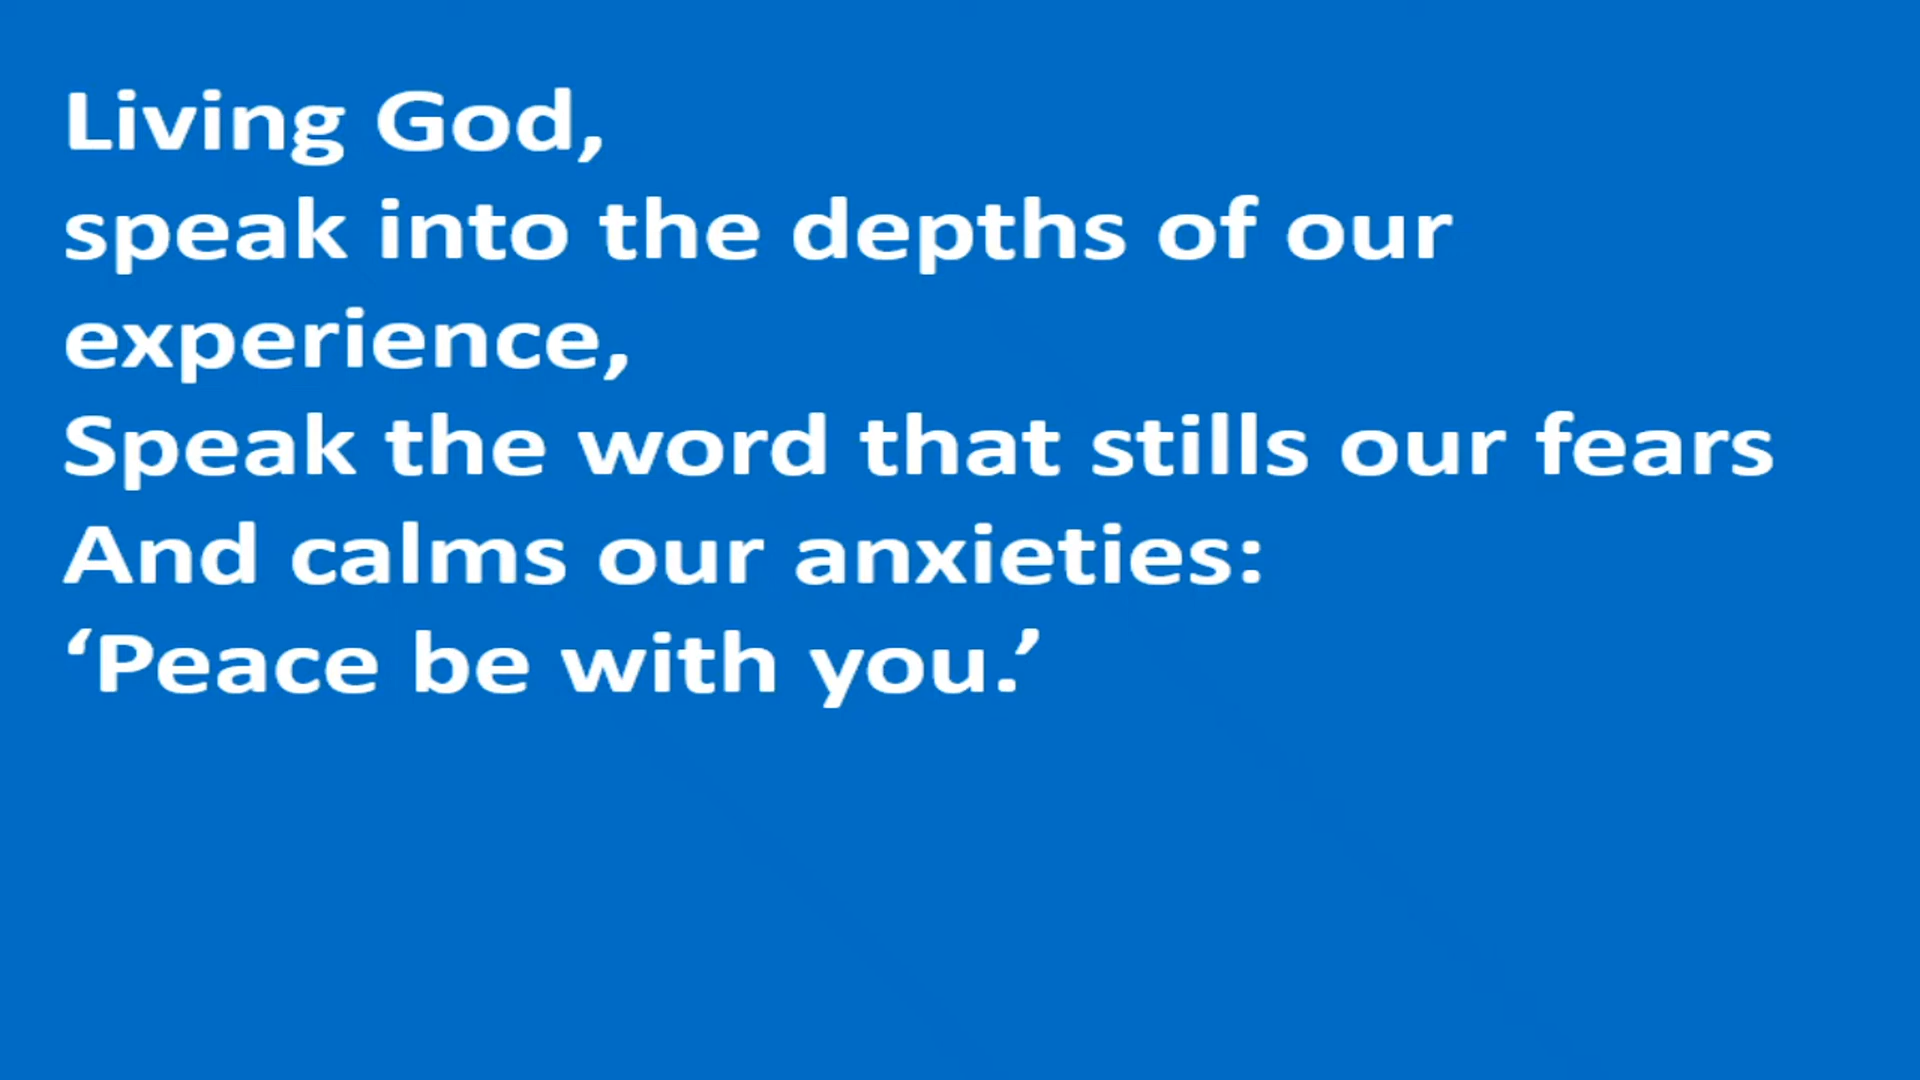 Living God,
speak into the depths of our
experience,
Speak the word that stills our fears
And calms our anxieties:
‘Peace be with you.’